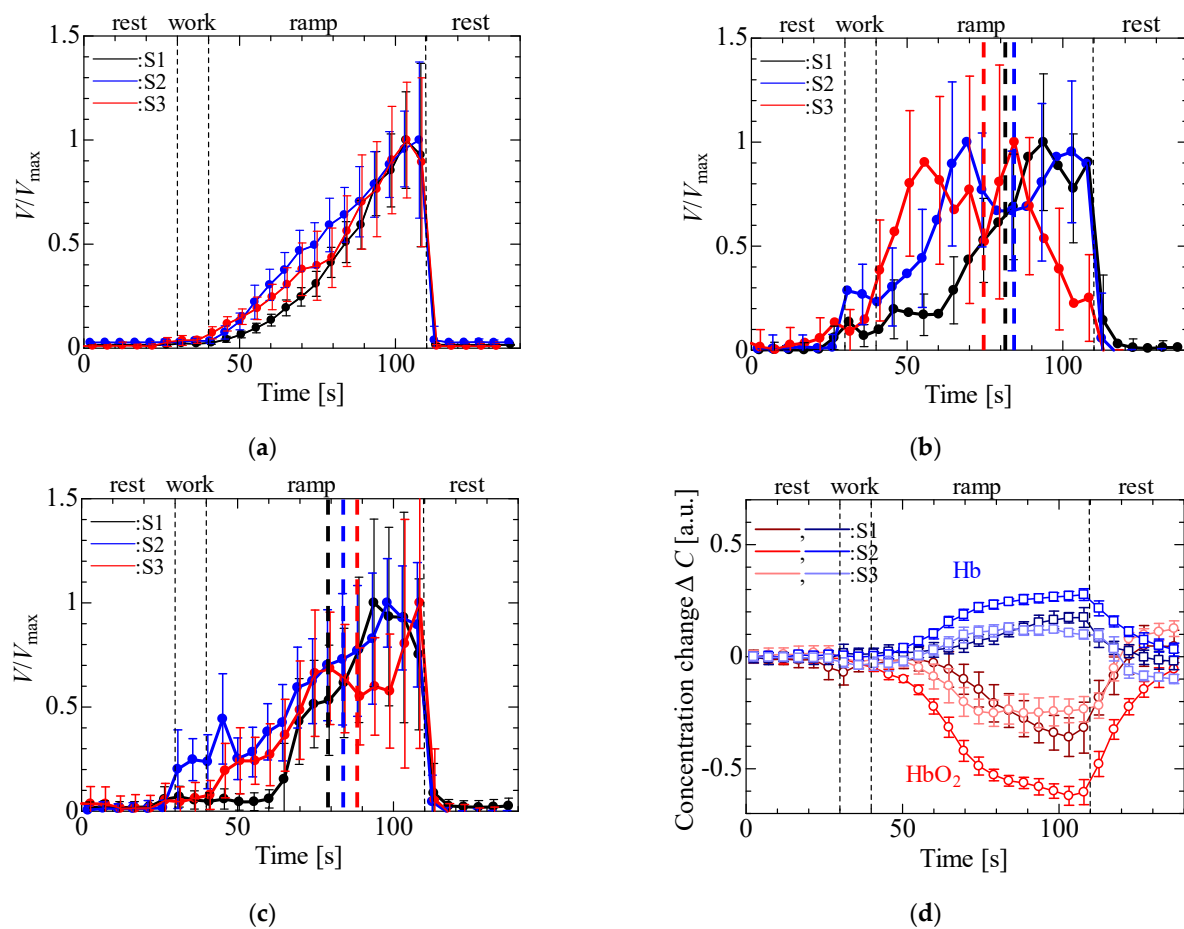 rest work ramp rest
1.5
:S1
:S2
:S3
1
V/Vmax
0.5
0
0 50 100
Time [s]
(a)
rest work ramp rest
1.5
:S1
:S2
:S3
1
V/Vmax
0.5
0
0 50 100
Time [s]
(b)
rest work ramp rest
1.5
:S1
:S2
:S3
1
V/Vmax
0.5
0
0 50 100
Time [s]
(c)
rest work ramp rest
Concentration change Δ C [a.u.]
0.5
, :S1
, :S2
, :S3
Hb
0
HbO2
-0.5
0 50 100
Time [s]
(d)